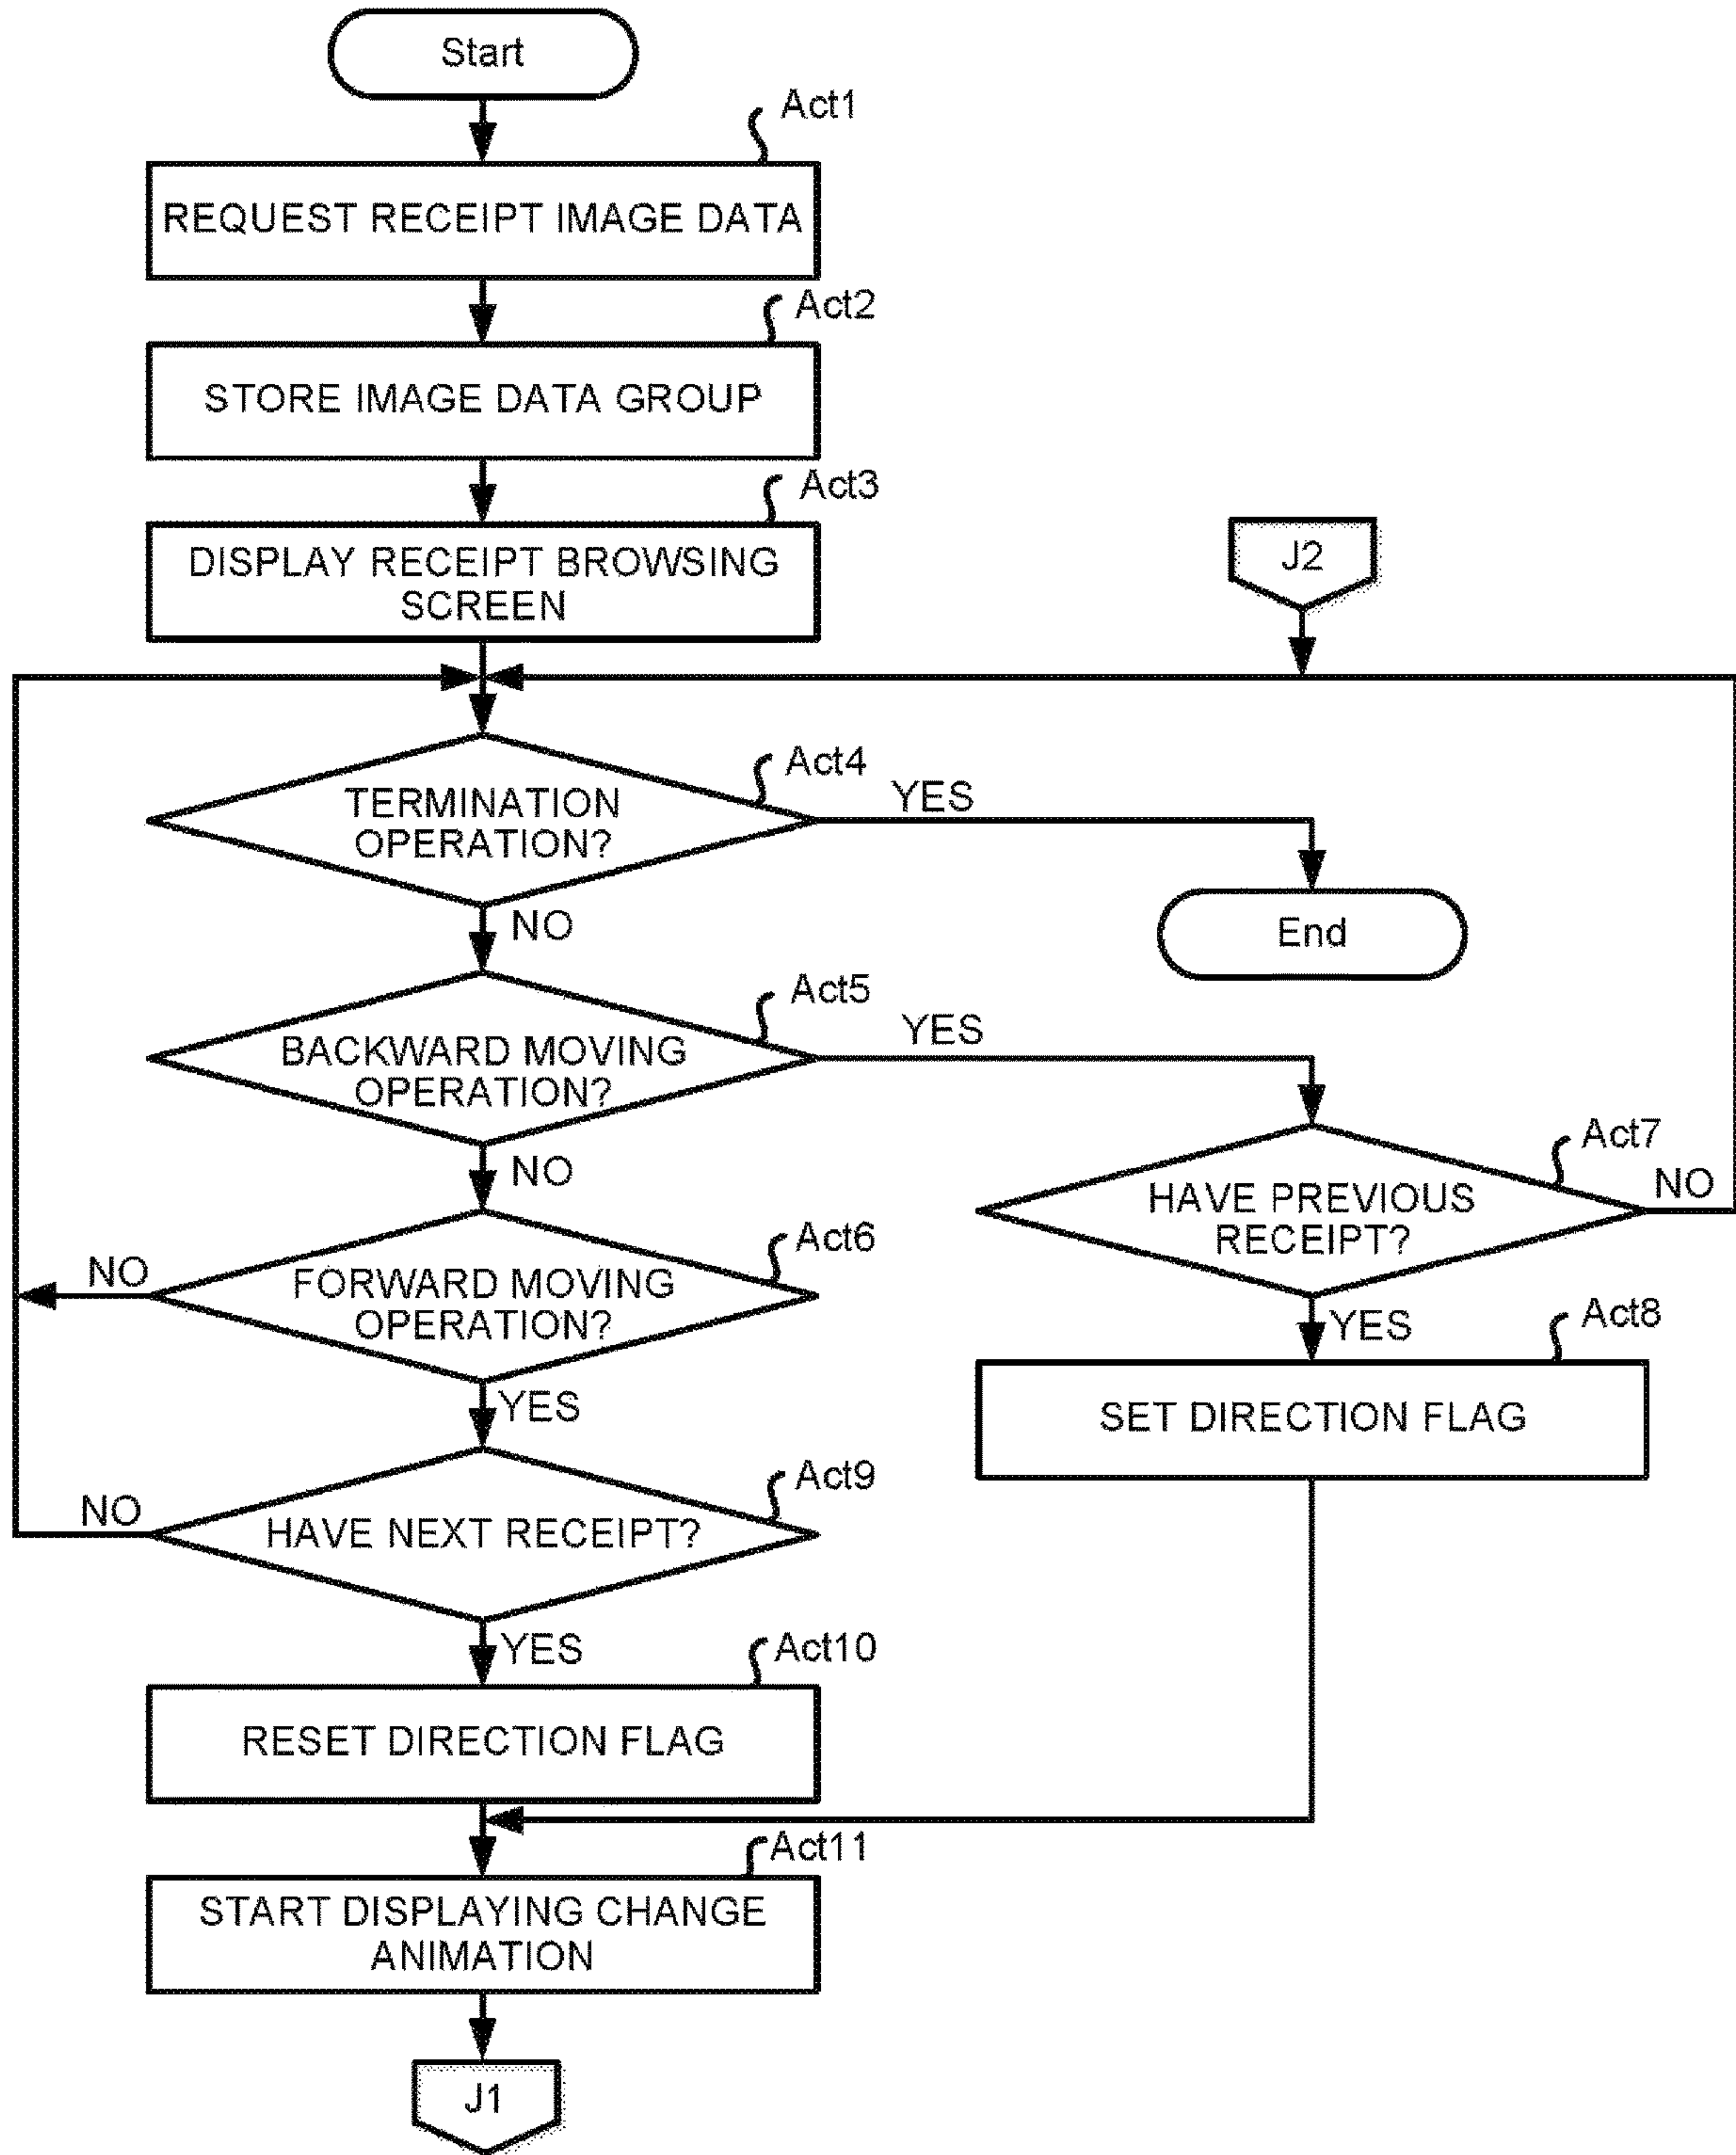 Start
Act1
REQUEST RECEIPT IMAGE DATA
Act2
STORE IMAGE DATA GROUP
Act3
DISPLAY RECEIPT BROWSING
SCREEN
J2
Act4
TERMINATION
OPERATION?
YES
NO
End
Act5
BACKWARD MOVING
OPERATION?
YES
NO
Act7
HAVE PREVIOUS
RECEIPT?
NO
YES
Act6
FORWARD MOVING
OPERATION?
NO
YES
Act8
SET DIRECTION FLAG
Act9
HAVE NEXT RECEIPT?
NO
YES
Act10
RESET DIRECTION FLAG
Act11
START DISPLAYING CHANGE
ANIMATION
J1